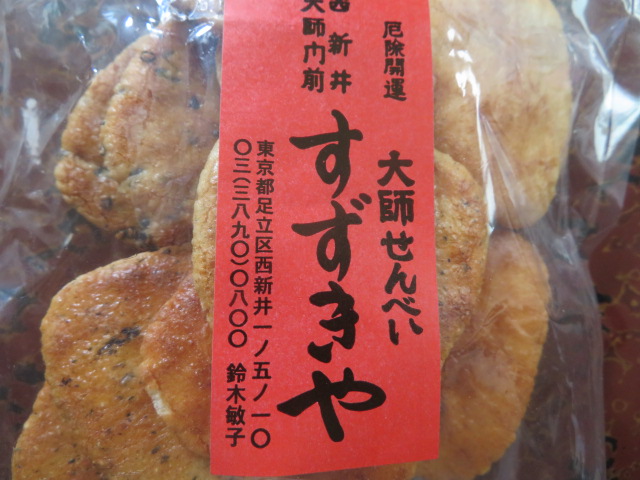 厄除開運
大師せんべい
西新井
大師門前
すずきや
東京都足立区西新井一ノ五ノ一〇
〇三(三八九〇)〇八〇〇 鈴木敏子